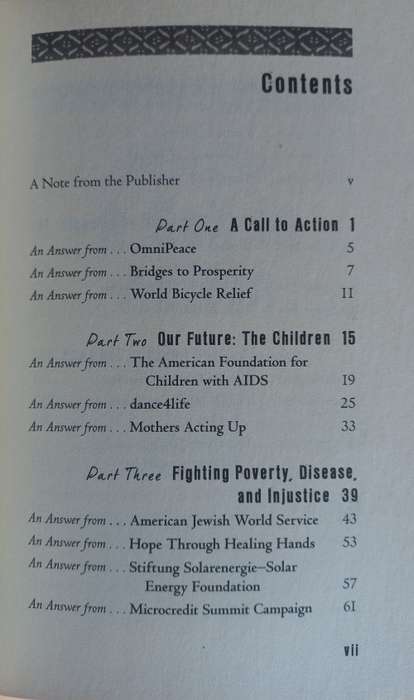 Contents
A Note from the Publisher v
Part One A Call to Action 1
An Answer from . . . OmniPeace 5
An Answer from . . . Bridges to Prosperity 7
An Answer from . . . World Bicycle Relief 11
Part Two Our Future: The Children 15
An Answer from . . . The American Foundation for
Children with AIDS 19
An Answer from . . . dance4life 25
An Answer from . . . Mothers Acting Up 33
Part Three Fighting Poverty, Disease,
and Injustice 39
An Answer from . . . American Jewish World Service 43
An Answer from . . . Hope Through Healing Hands 53
An Answer from . . . Stiftung Solarenergie–Solar
Energy Foundation 57
An Answer from . . . Microcredit Summit Campaign 61
vii